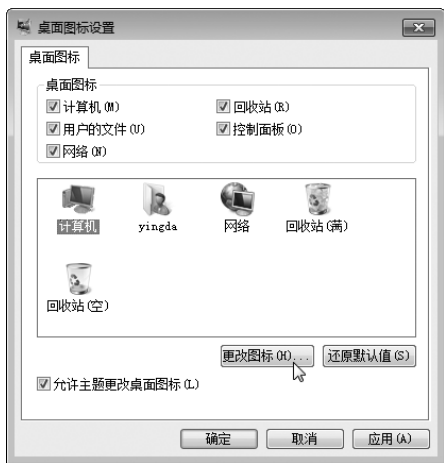 桌面图标设置
桌面图标
桌面图标
计算机(M) 回收站(R)
用户的文件(U) 控制面板(O)
网络(N)
计算机 yingda 网络 回收站(满)
回收站(空)
更改图标(H)... 还原默认值(S)
允许主题更改桌面图标(L)
确定 取消 应用(A)